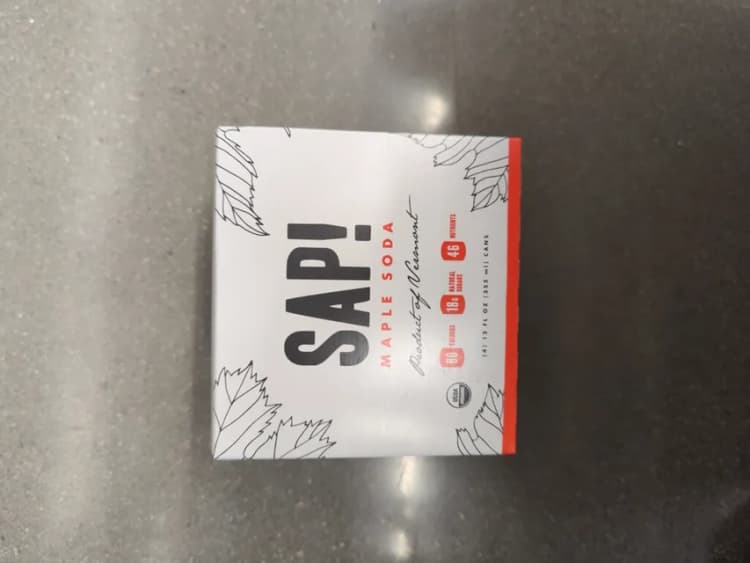 SAP!
MAPLE SODA
Product of Vermont
80 CALORIES
18g NATURAL SUGARS
46 NUTRIENTS
USDA
(4) 12 FL OZ (355 ml) CANS